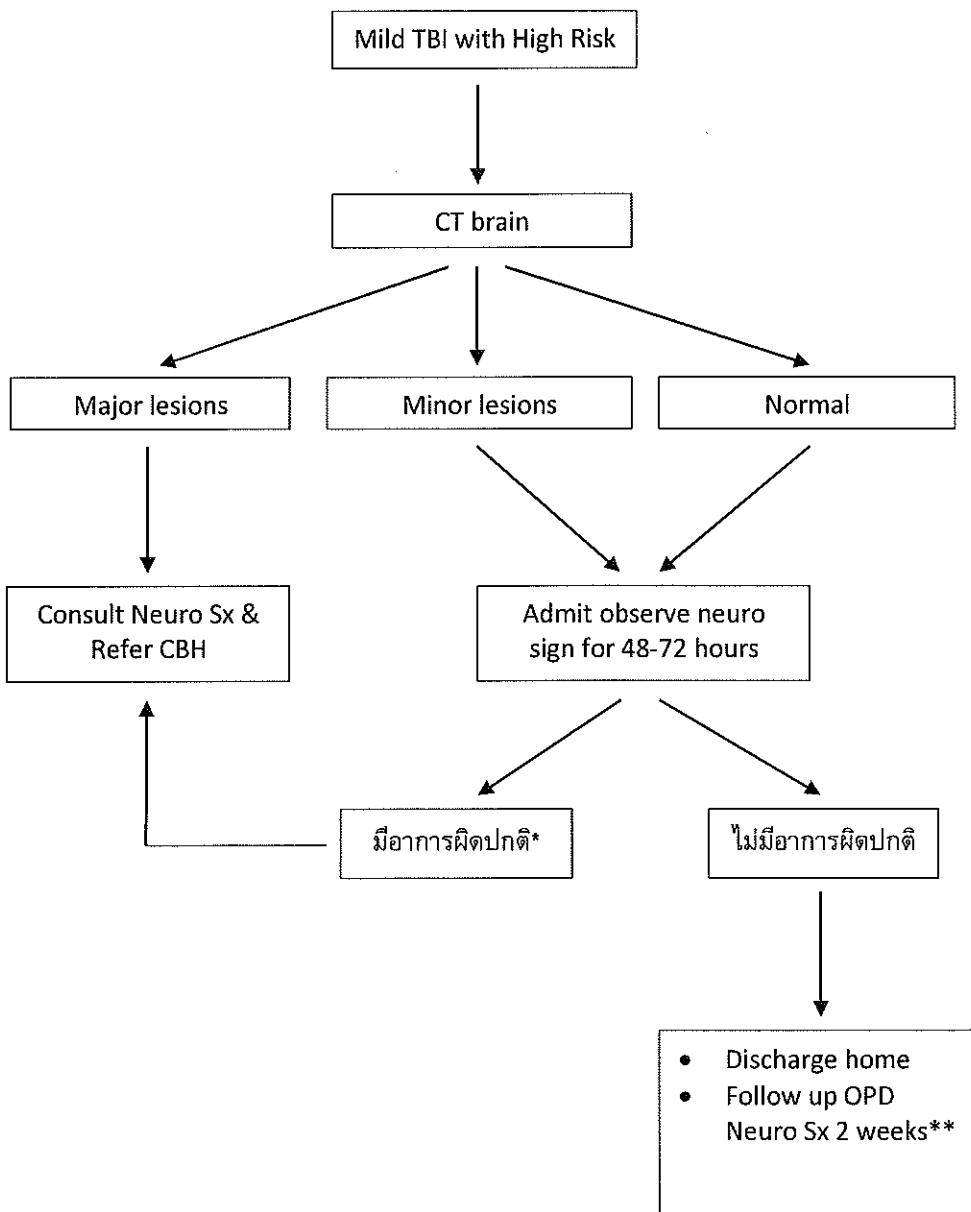 Mild TBI with High Risk
CT brain
Major lesions
Minor lesions
Normal
Consult Neuro Sx &
Refer CBH
Admit observe neuro
sign for 48-72 hours
มีอาการผิดปกติ*
ไม่มีอาการผิดปกติ
• Discharge home
• Follow up OPD
Neuro Sx 2 weeks**